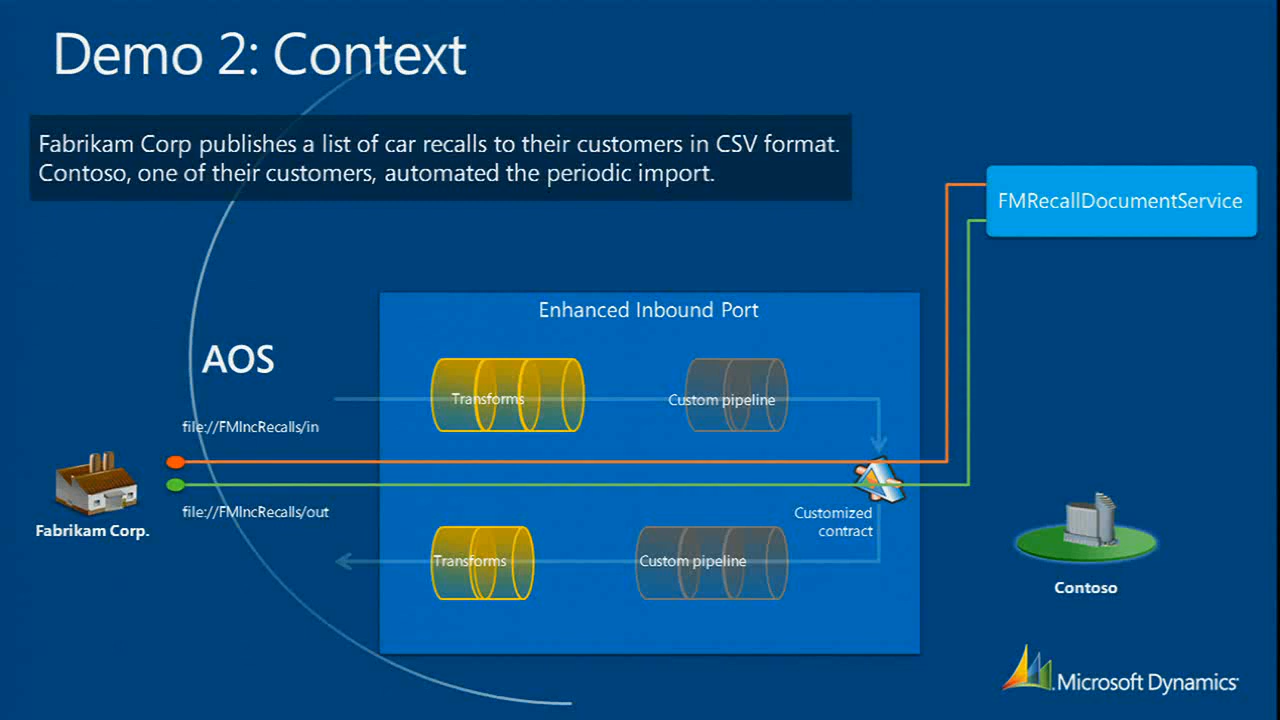 Demo 2: Context
Fabrikam Corp publishes a list of car recalls to their customers in CSV format.
Contoso, one of their customers, automated the periodic import.
FMRecallDocumentService
Enhanced Inbound Port
AOS
Transforms
Custom pipeline
file://FMIncRecalls/in
file://FMIncRecalls/out
Fabrikam Corp.
Customized
contract
Transforms
Custom pipeline
Contoso
Microsoft Dynamics